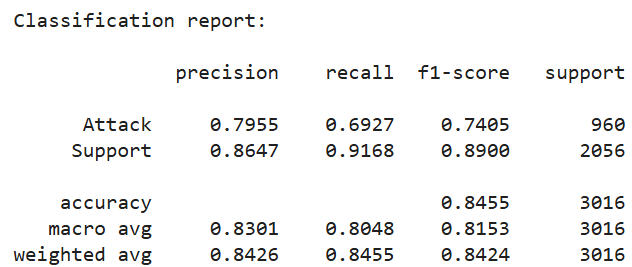 Classification report:
precision recall f1-score support
Attack 0.7955 0.6927 0.7405 960
Support 0.8647 0.9168 0.8900 2056
accuracy 0.8455 3016
macro avg 0.8301 0.8048 0.8153 3016
weighted avg 0.8426 0.8455 0.8424 3016